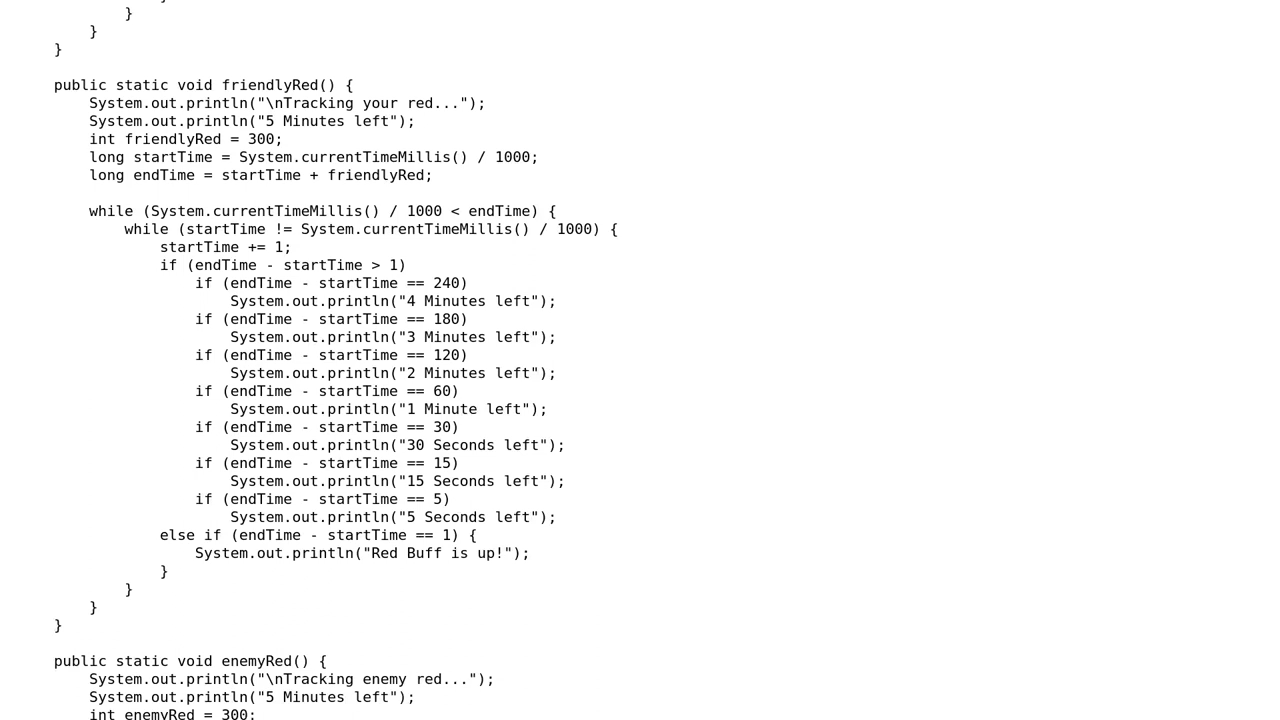 }
        }
    }

    public static void friendlyRed() {
        System.out.println("\nTracking your red...");
        System.out.println("5 Minutes left");
        int friendlyRed = 300;
        long startTime = System.currentTimeMillis() / 1000;
        long endTime = startTime + friendlyRed;

        while (System.currentTimeMillis() / 1000 < endTime) {
            while (startTime != System.currentTimeMillis() / 1000) {
                startTime += 1;
                if (endTime - startTime > 1)
                    if (endTime - startTime == 240)
                        System.out.println("4 Minutes left");
                    if (endTime - startTime == 180)
                        System.out.println("3 Minutes left");
                    if (endTime - startTime == 120)
                        System.out.println("2 Minutes left");
                    if (endTime - startTime == 60)
                        System.out.println("1 Minute left");
                    if (endTime - startTime == 30)
                        System.out.println("30 Seconds left");
                    if (endTime - startTime == 15)
                        System.out.println("15 Seconds left");
                    if (endTime - startTime == 5)
                        System.out.println("5 Seconds left");
                else if (endTime - startTime == 1) {
                    System.out.println("Red Buff is up!");
                }
            }
        }
    }

    public static void enemyRed() {
        System.out.println("\nTracking enemy red...");
        System.out.println("5 Minutes left");
        int enemyRed = 300;